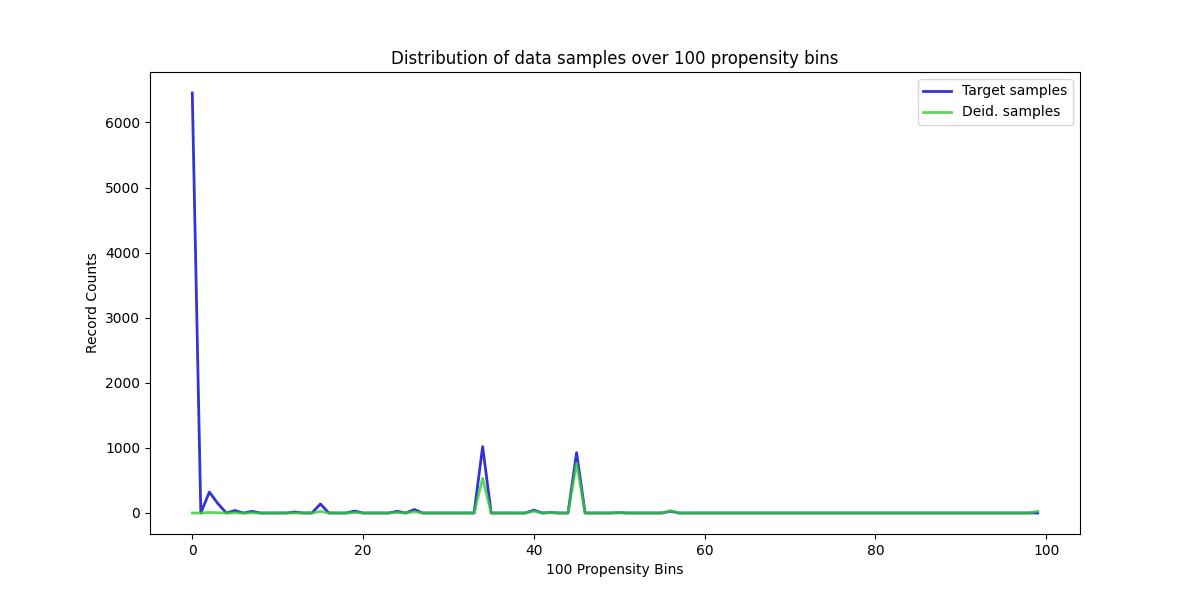 Distribution of data samples over 100 propensity bins
Target samples
Deid. samples
Record Counts
6000
5000
4000
3000
2000
1000
0
0 20 40 60 80 100
100 Propensity Bins